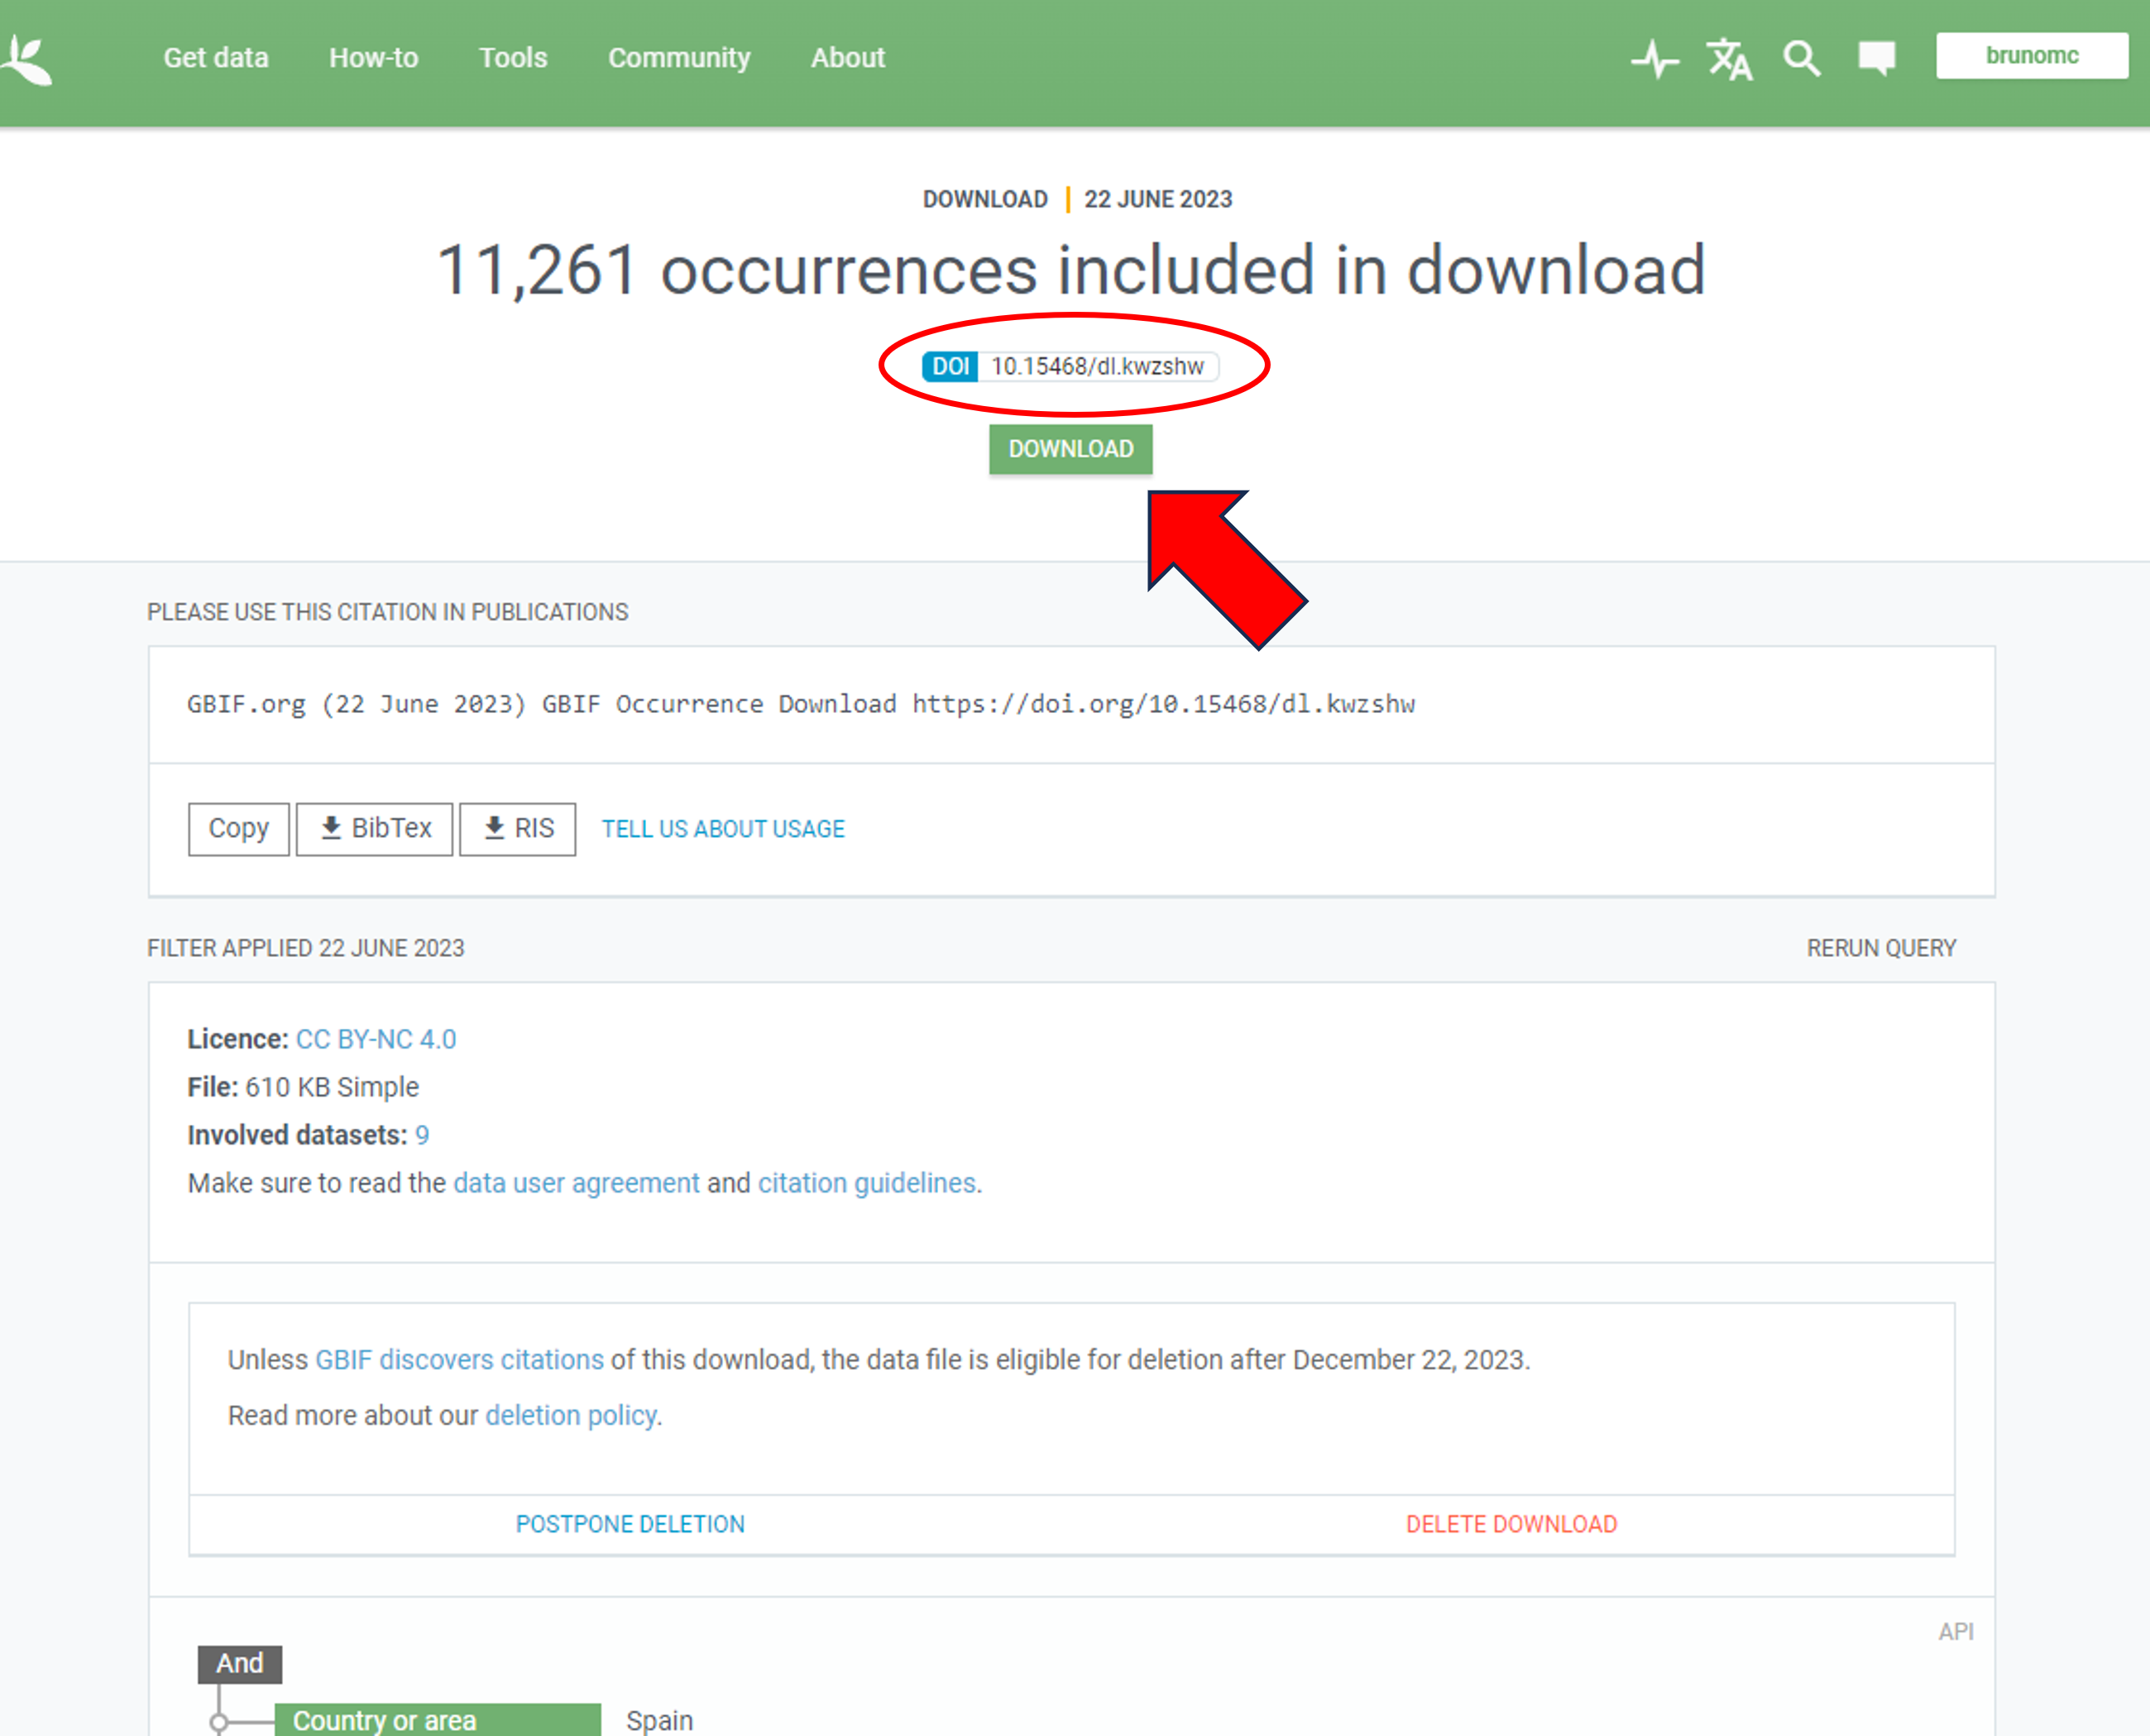 Get data How-to Tools Community About brunomc
DOWNLOAD 22 JUNE 2023
11,261 occurrences included in download
DOI 10.15468/dl.kwzshw
DOWNLOAD
PLEASE USE THIS CITATION IN PUBLICATIONS
GBIF.org (22 June 2023) GBIF Occurrence Download https://doi.org/10.15468/dl.kwzshw
Copy BibTex RIS TELL US ABOUT USAGE
FILTER APPLIED 22 JUNE 2023 RERUN QUERY
Licence: CC BY-NC 4.0
File: 610 KB Simple
Involved datasets: 9
Make sure to read the data user agreement and citation guidelines.
Unless GBIF discovers citations of this download, the data file is eligible for deletion after December 22, 2023.
Read more about our deletion policy.
POSTPONE DELETION DELETE DOWNLOAD
API
And
Country or area Spain